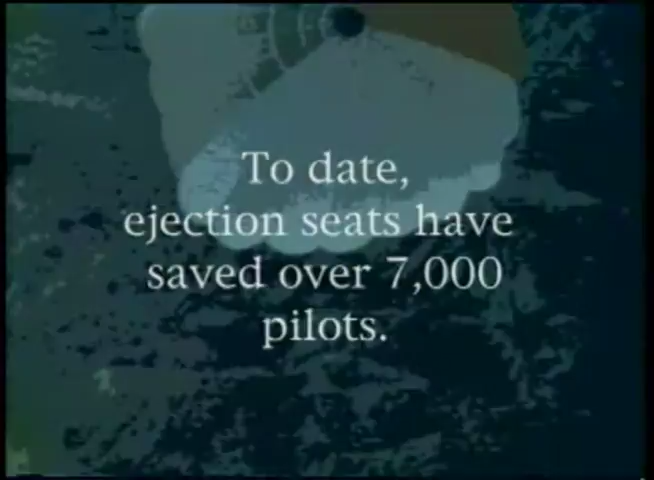 To date,
ejection seats have
saved over 7,000
pilots.